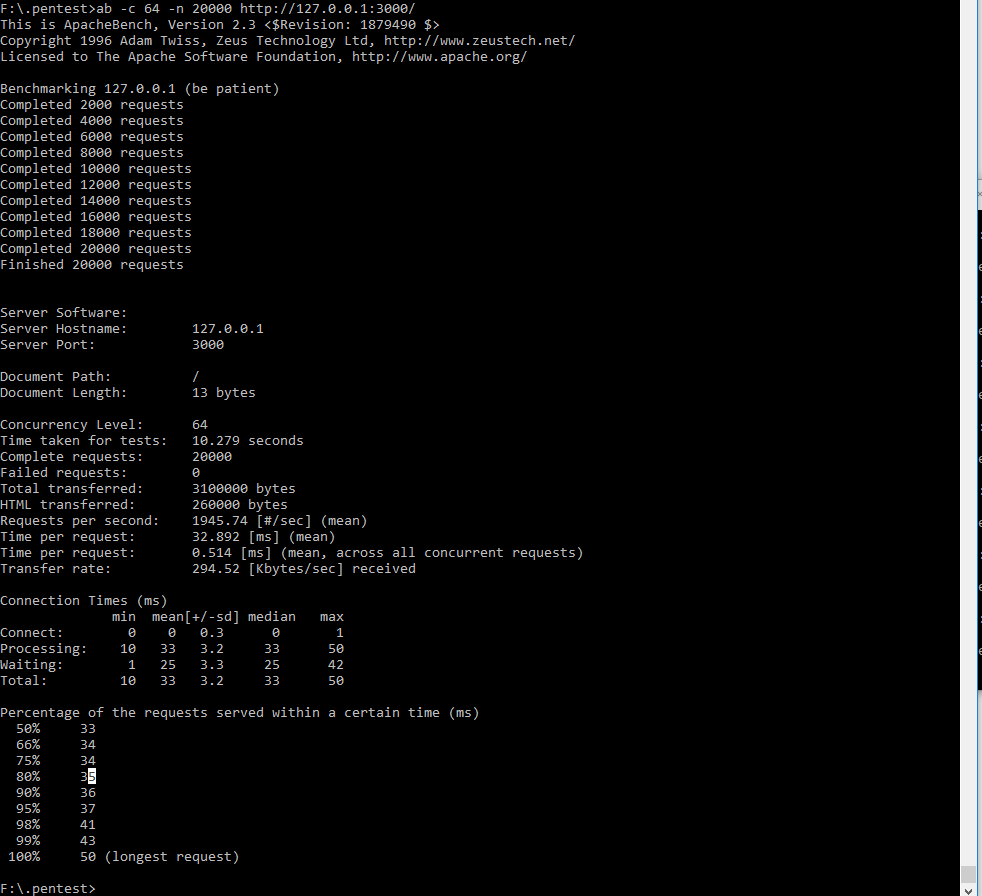 F:\.pentest>ab -c 64 -n 20000 http://127.0.0.1:3000/
This is ApacheBench, Version 2.3 <$Revision: 1879490 $>
Copyright 1996 Adam Twiss, Zeus Technology Ltd, http://www.zeustech.net/
Licensed to The Apache Software Foundation, http://www.apache.org/

Benchmarking 127.0.0.1 (be patient)
Completed 2000 requests
Completed 4000 requests
Completed 6000 requests
Completed 8000 requests
Completed 10000 requests
Completed 12000 requests
Completed 14000 requests
Completed 16000 requests
Completed 18000 requests
Completed 20000 requests
Finished 20000 requests

Server Software:
Server Hostname:        127.0.0.1
Server Port:            3000

Document Path:          /
Document Length:        13 bytes

Concurrency Level:      64
Time taken for tests:   10.279 seconds
Complete requests:      20000
Failed requests:        0
Total transferred:      3100000 bytes
HTML transferred:       260000 bytes
Requests per second:    1945.74 [#/sec] (mean)
Time per request:       32.892 [ms] (mean)
Time per request:       0.514 [ms] (mean, across all concurrent requests)
Transfer rate:          294.52 [Kbytes/sec] received

Connection Times (ms)
              min  mean[+/-sd] median   max
Connect:        0    0   0.3      0       1
Processing:    10   33   3.2     33      50
Waiting:        1   25   3.3     25      42
Total:         10   33   3.2     33      50

Percentage of the requests served within a certain time (ms)
  50%     33
  66%     34
  75%     34
  80%     35
  90%     36
  95%     37
  98%     41
  99%     43
 100%     50 (longest request)

F:\.pentest>